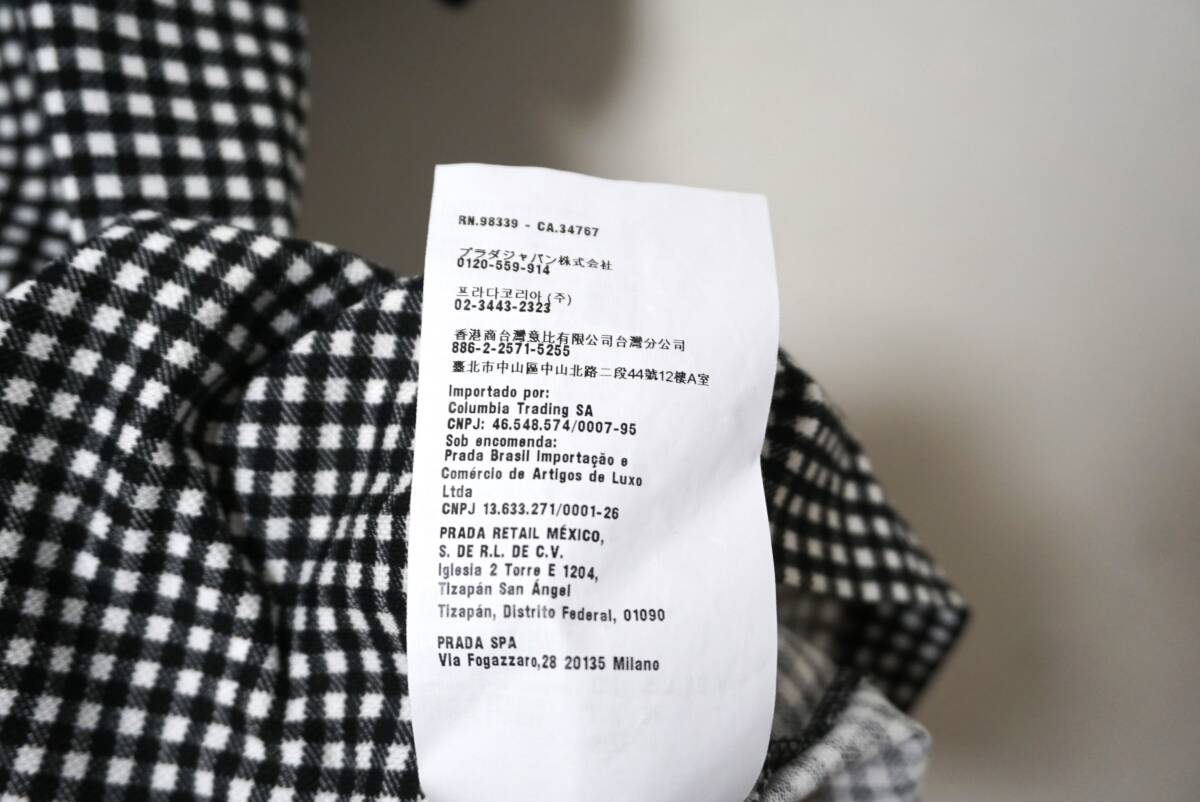 RN.98339 - CA.34767
プラダジャパン株式会社
0120-559-914
프라다코리아(주)
02-3443-2323
香港商台灣意比有限公司台灣分公司
886-2-2571-5255
臺北市中山區中山北路二段44號12樓A室
Importado por:
Columbia Trading SA
CNPJ: 46.548.574/0007-95
Sob encomenda:
Prada Brasil Importação e
Comércio de Artigos de Luxo
Ltda
CNPJ 13.633.271/0001-26
PRADA RETAIL MÉXICO,
S. DE R.L. DE C.V.
Iglesia 2 Torre E 1204,
Tizapán San Ángel
Tizapán, Distrito Federal, 01090
PRADA SPA
Via Fogazzaro,28 20135 Milano